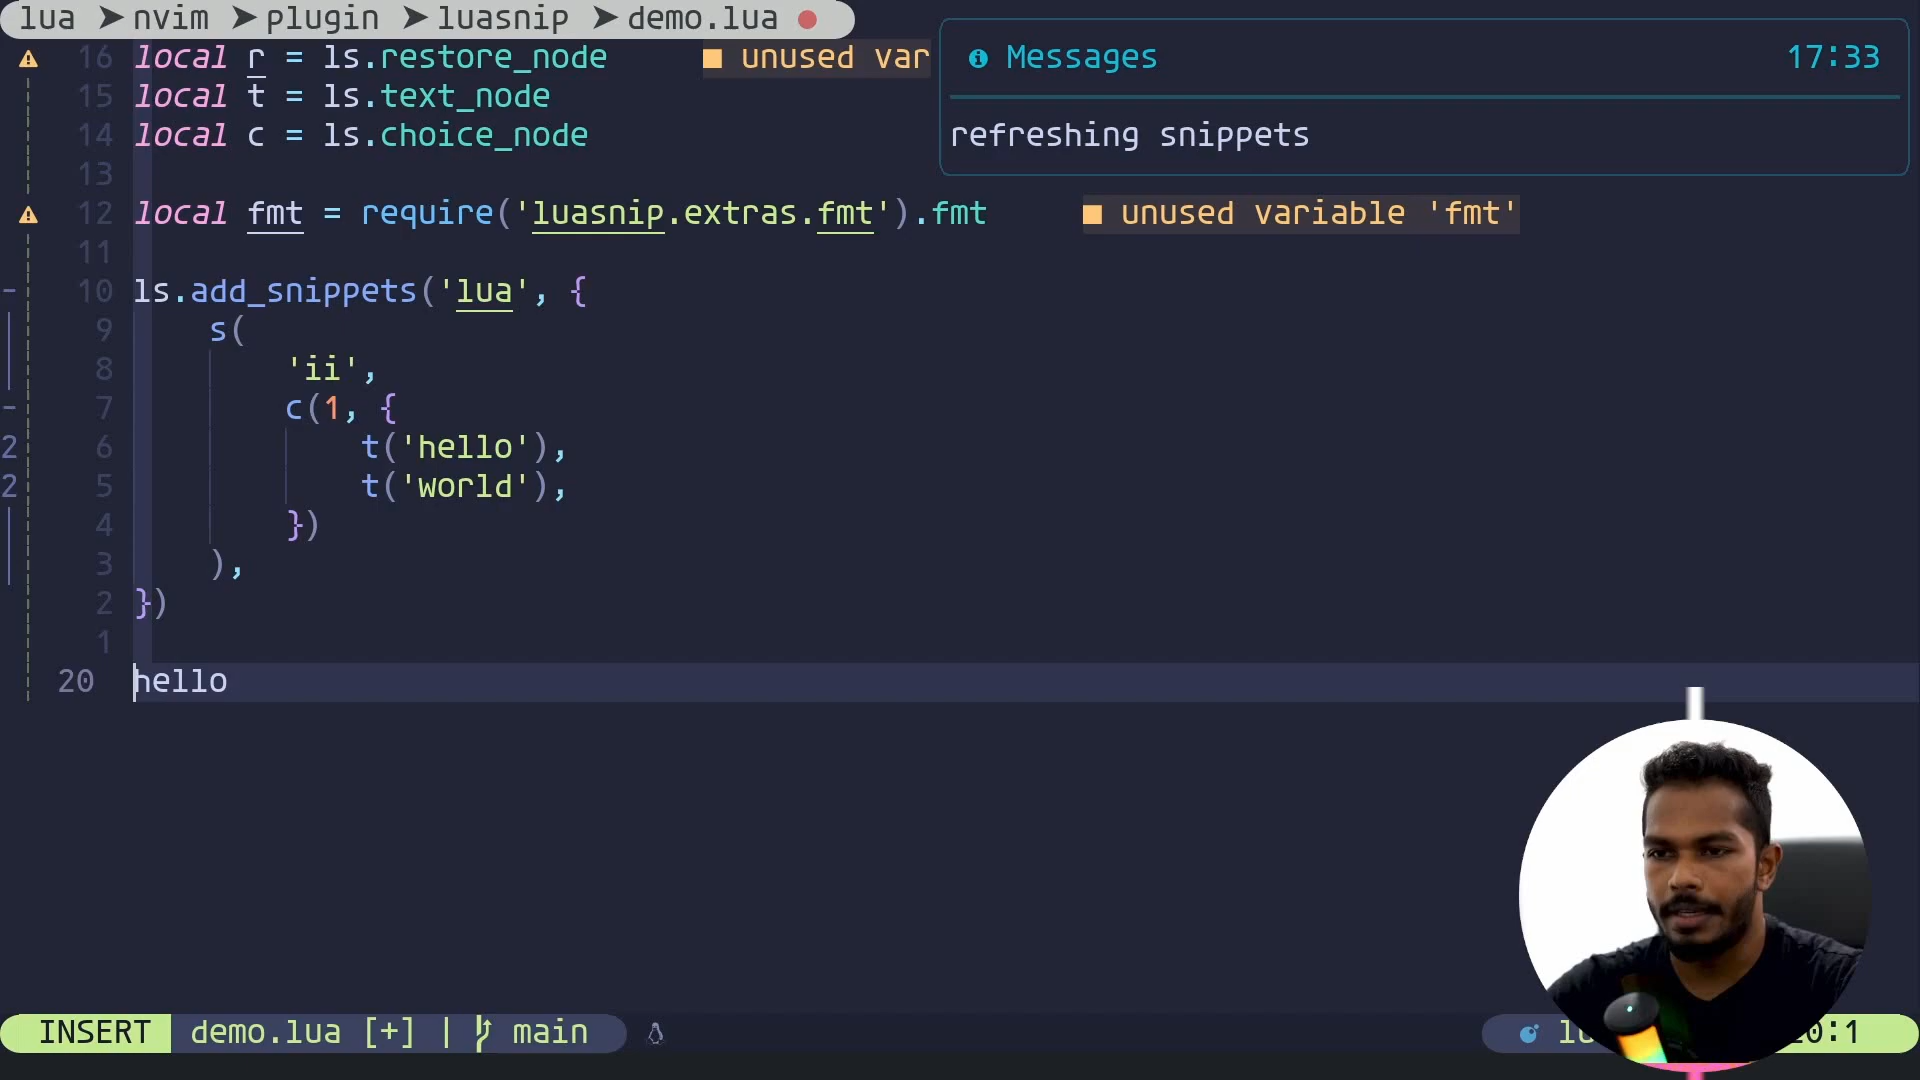 lua ➤ nvim ➤ plugin ➤ luasnip ➤ demo.lua
Messages 17:33
refreshing snippets
16 local r = ls.restore_node ■ unused var
15 local t = ls.text_node
14 local c = ls.choice_node
13
12 local fmt = require('luasnip.extras.fmt').fmt ■ unused variable 'fmt'
11
- 10 ls.add_snippets('lua', {
9 s(
8 'ii',
- 7 c(1, {
2 6 t('hello'),
2 5 t('world'),
4 })
3 ),
2 })
1
20 hello
INSERT demo.lua [+] | main